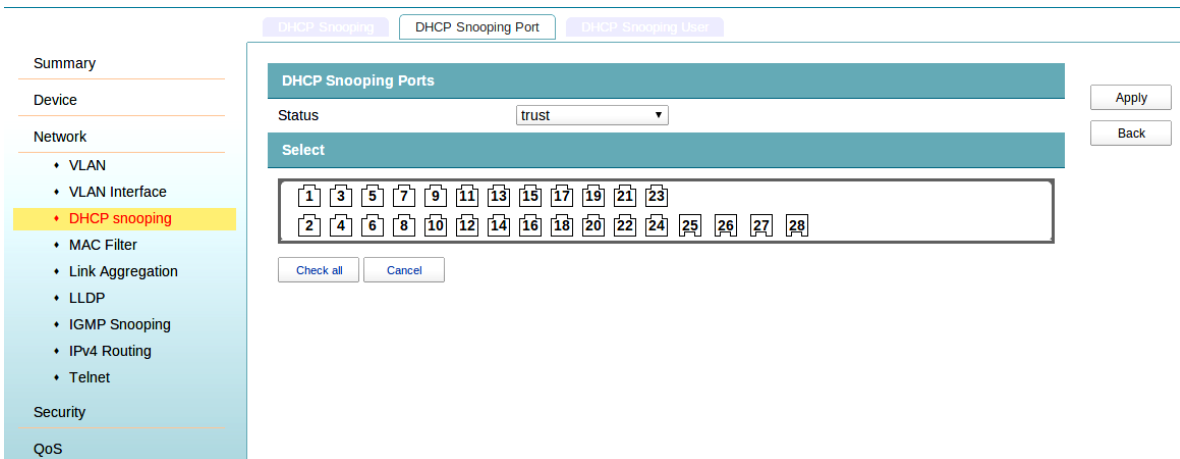 DHCP Snooping DHCP Snooping Port DHCP Snooping User
Summary
Device
Network
VLAN
VLAN Interface
DHCP snooping
MAC Filter
Link Aggregation
LLDP
IGMP Snooping
IPv4 Routing
Telnet
Security
QoS
DHCP Snooping Ports
Status trust
Select
1 3 5 7 9 11 13 15 17 19 21 23
2 4 6 8 10 12 14 16 18 20 22 24 25 26 27 28
Check all Cancel
Apply
Back